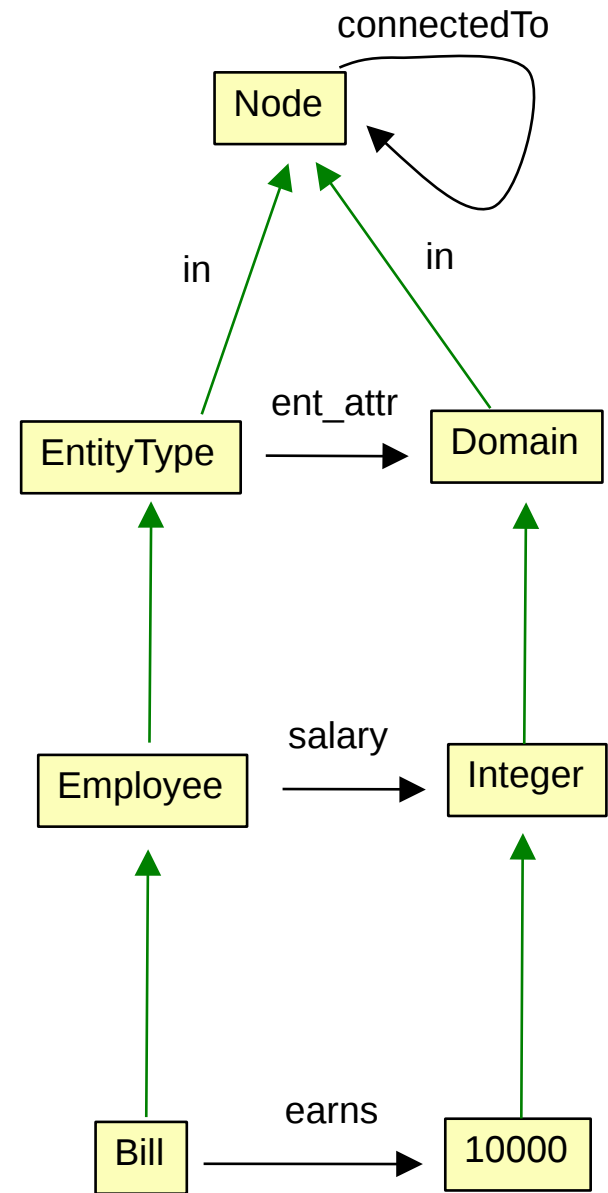 connectedTo
Node
in
in
ent_attr
EntityType
Domain
salary
Employee
Integer
earns
Bill
10000